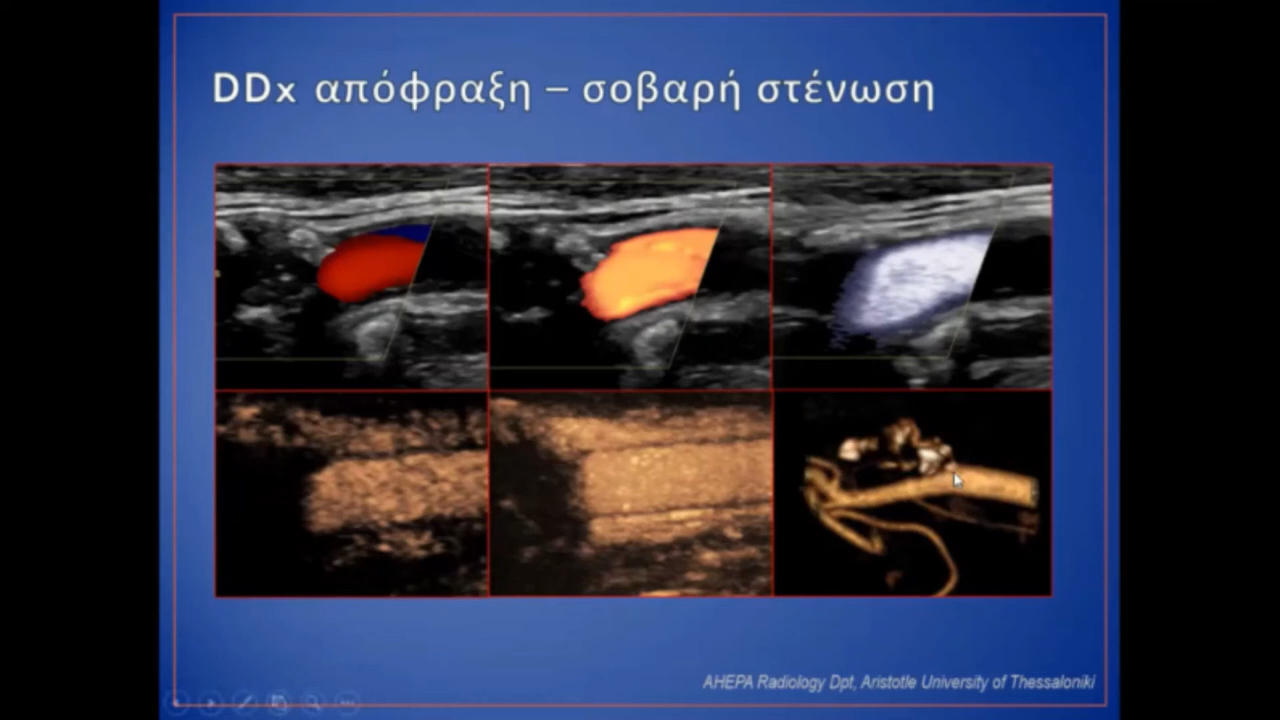 DDx απόφραξη – σοβαρή στένωση
AHEPA Radiology Dpt, Aristotle University of Thessaloniki